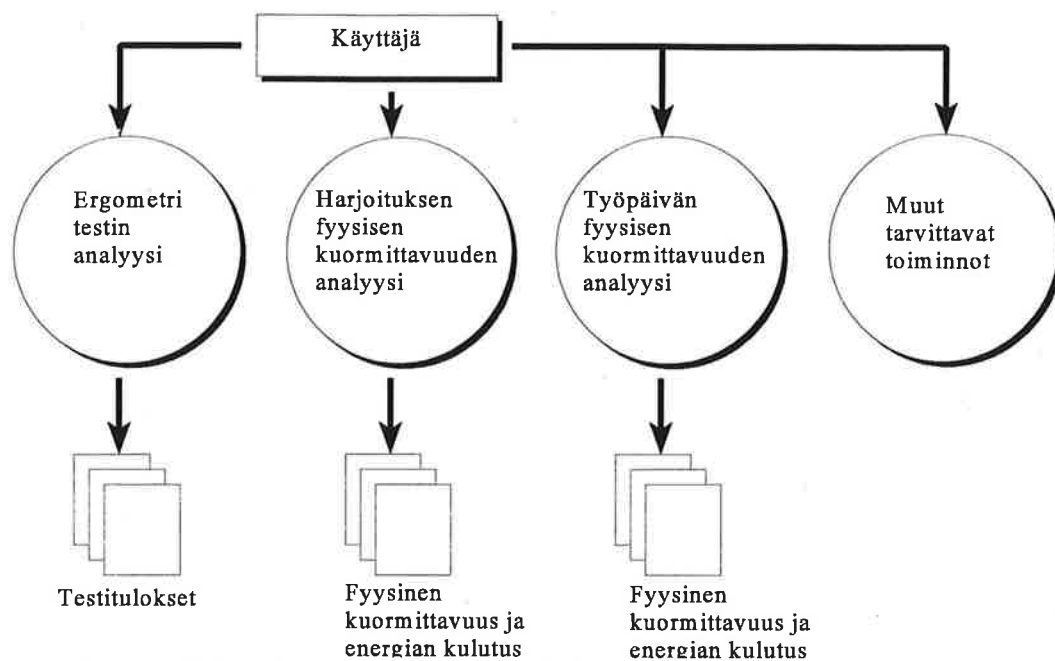 Käyttäjä
Ergometri
testin
analyysi
Harjoituksen
fyysisen
kuormittavuuden
analyysi
Työpäivän
fyysisen
kuormittavuuden
analyysi
Muut
tarvittavat
toiminnot
Testitulokset
Fyysinen
kuormittavuus ja
energian kulutus
Fyysinen
kuormittavuus ja
energian kulutus